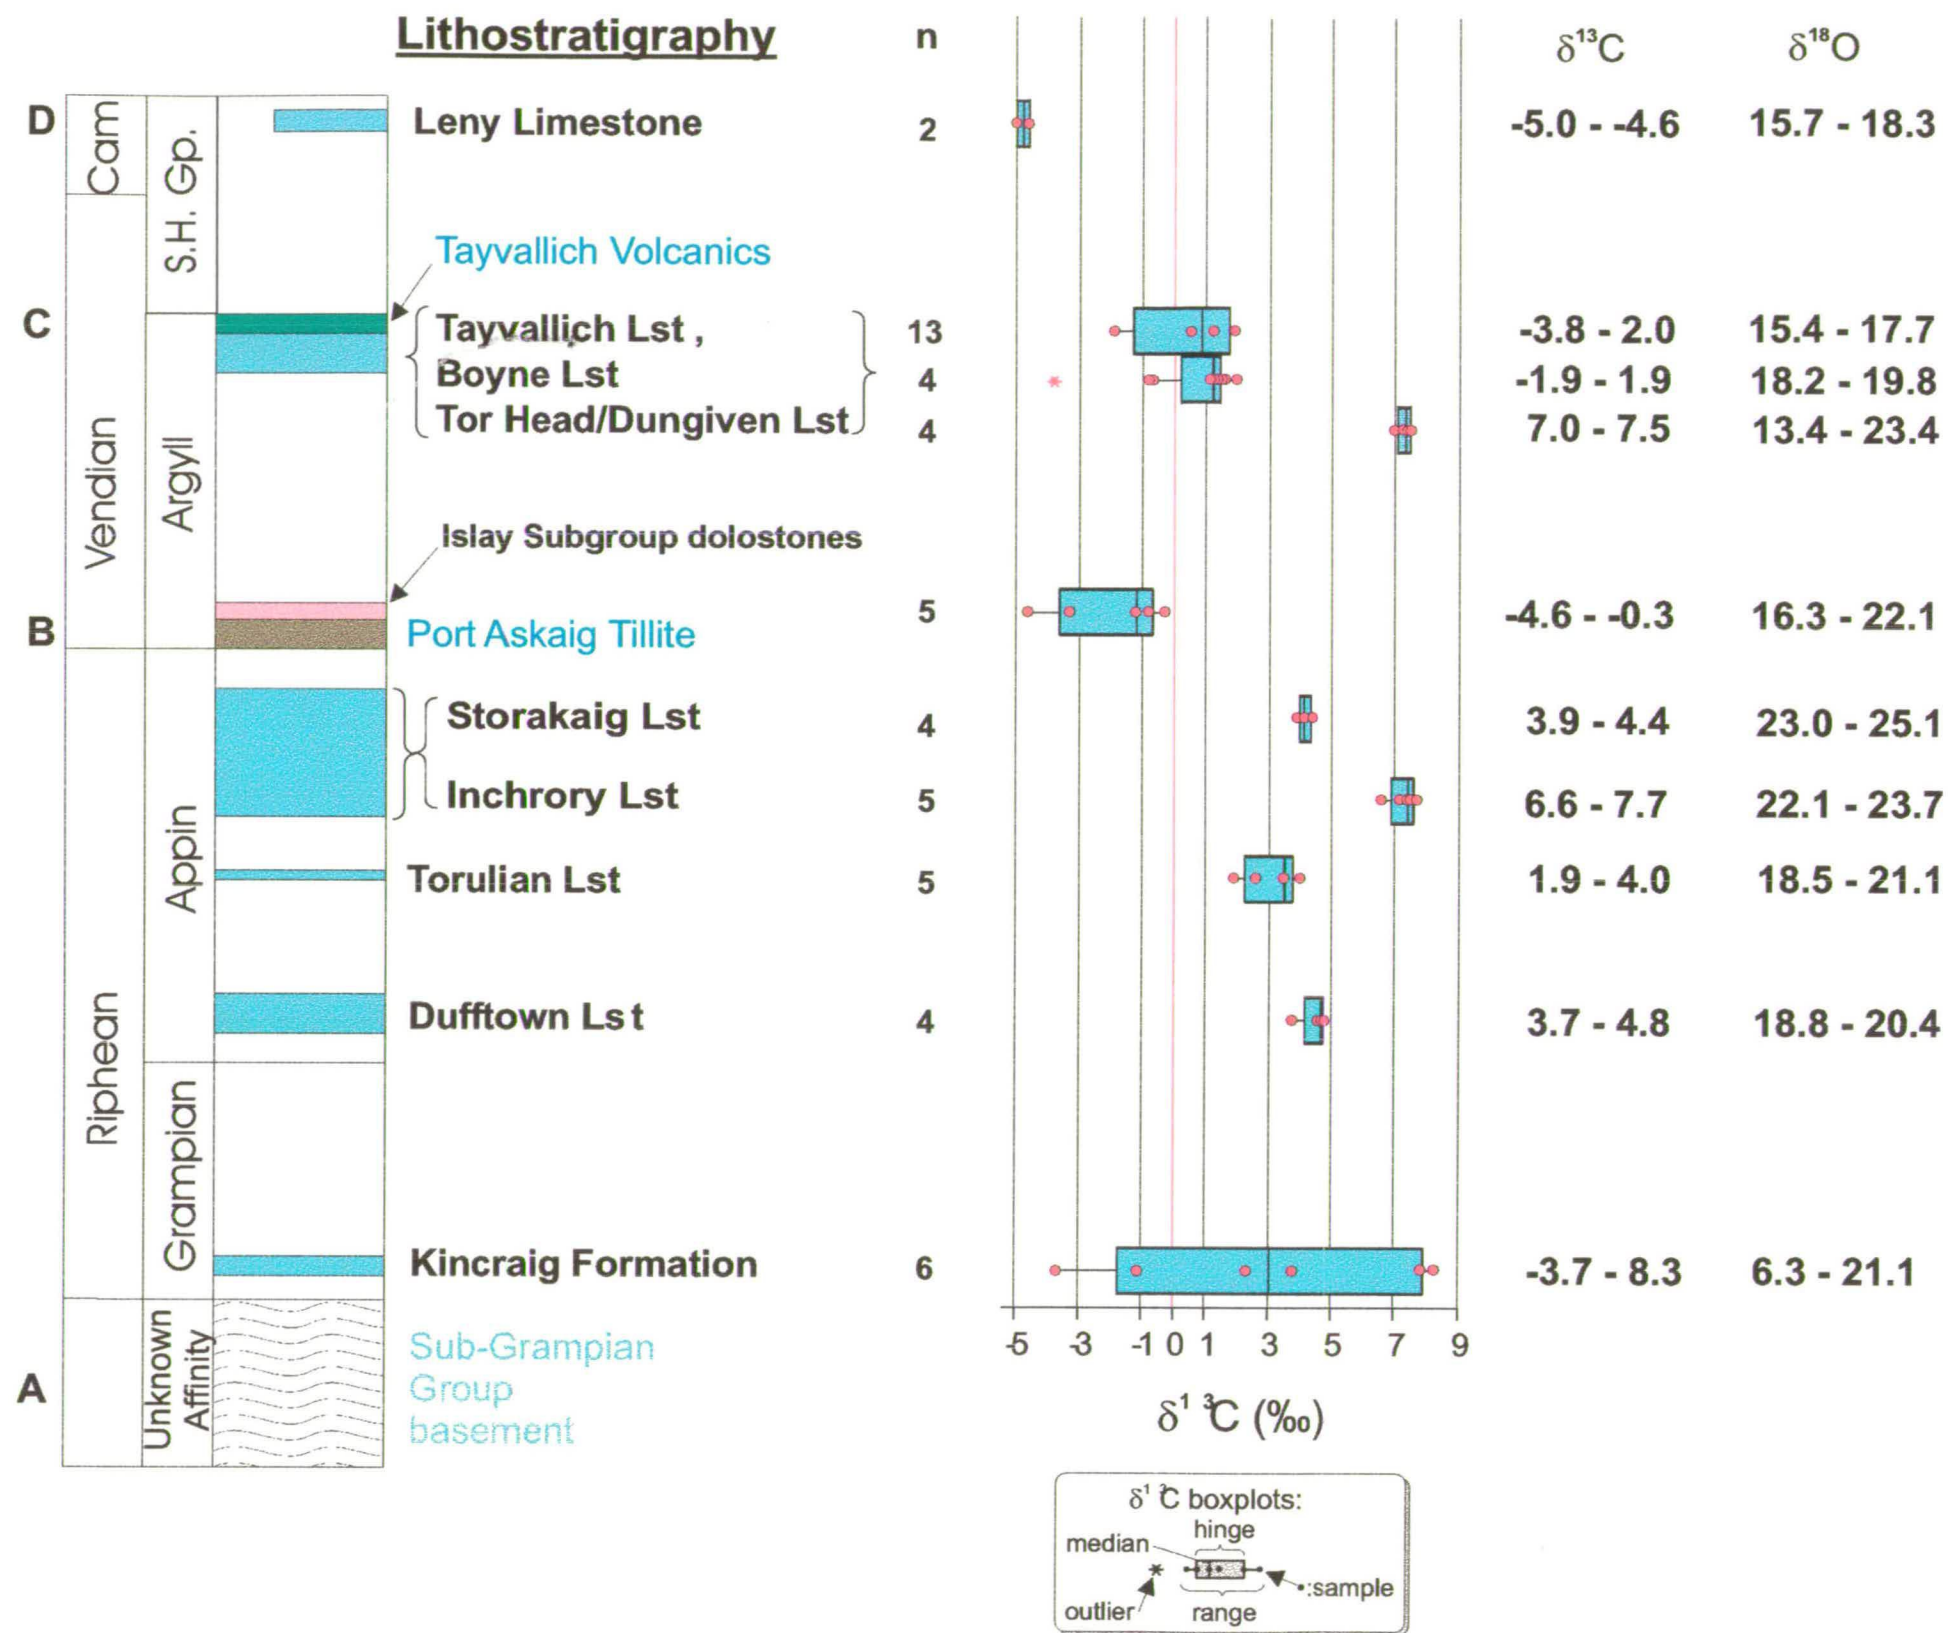 Lithostratigraphy n δ¹³C δ¹⁸O
D Cam S.H. Gp. Leny Limestone 2 -5.0 - -4.6 15.7 - 18.3
Tayvallich Volcanics
C Tayvallich Lst , 13 -3.8 - 2.0 15.4 - 17.7
Boyne Lst 4 -1.9 - 1.9 18.2 - 19.8
Tor Head/Dungiven Lst 4 7.0 - 7.5 13.4 - 23.4
Vendian Argyll
Islay Subgroup dolostones 5 -4.6 - -0.3 16.3 - 22.1
B Port Askaig Tillite
Storakaig Lst 4 3.9 - 4.4 23.0 - 25.1
Inchrory Lst 5 6.6 - 7.7 22.1 - 23.7
Appin
Torulian Lst 5 1.9 - 4.0 18.5 - 21.1
Dufftown Lst 4 3.7 - 4.8 18.8 - 20.4
Riphean Grampian
Kincraig Formation 6 -3.7 - 8.3 6.3 - 21.1
-5 -3 -1 0 1 3 5 7 9
A Unknown Affinity
Sub-Grampian
Group
basement
δ¹³C (‰)
δ¹³C boxplots:
hinge
median
•:sample
outlier range